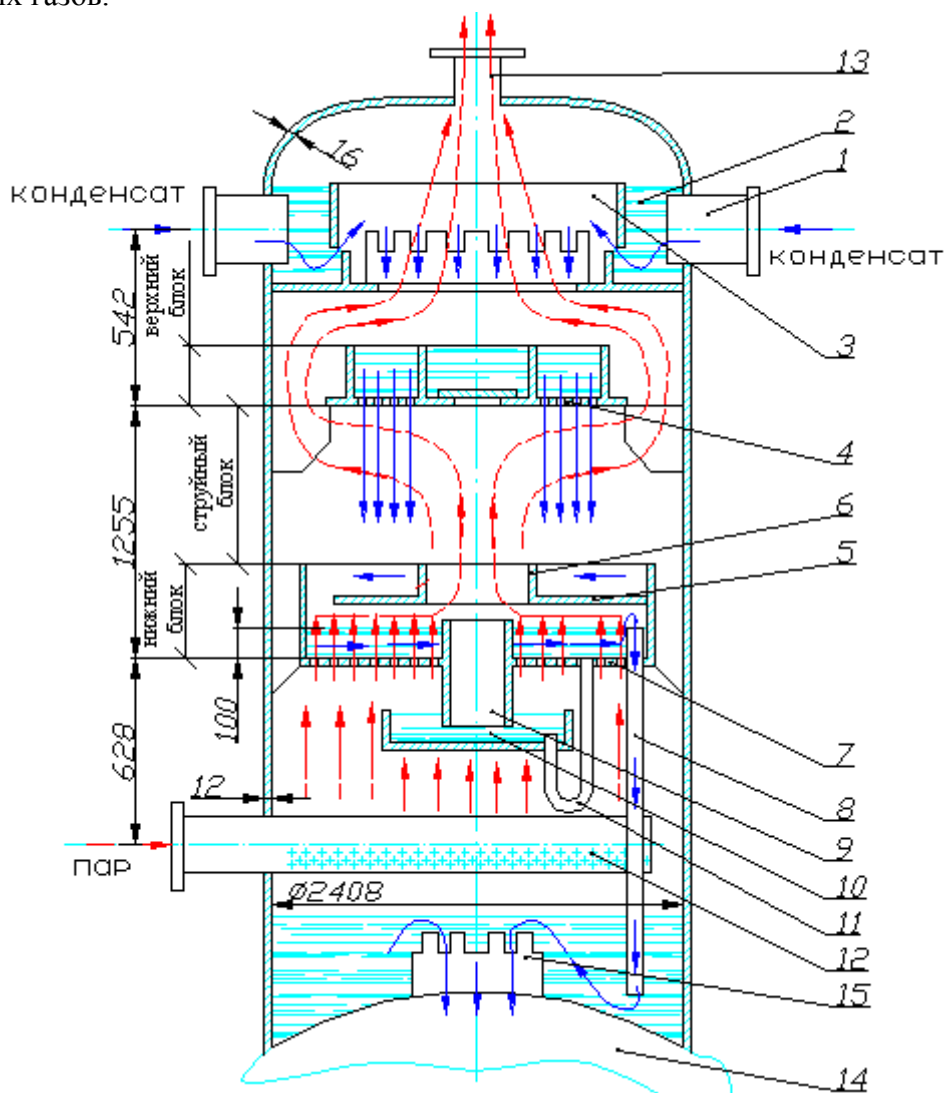 ых газов.
13
2
1
16
конденсат
конденсат
542
верхний
блок
3
4
1255
струйный
блок
6
5
нижний
блок
100
628
7
12
8
9
пар
10
Ø2408
11
12
15
14